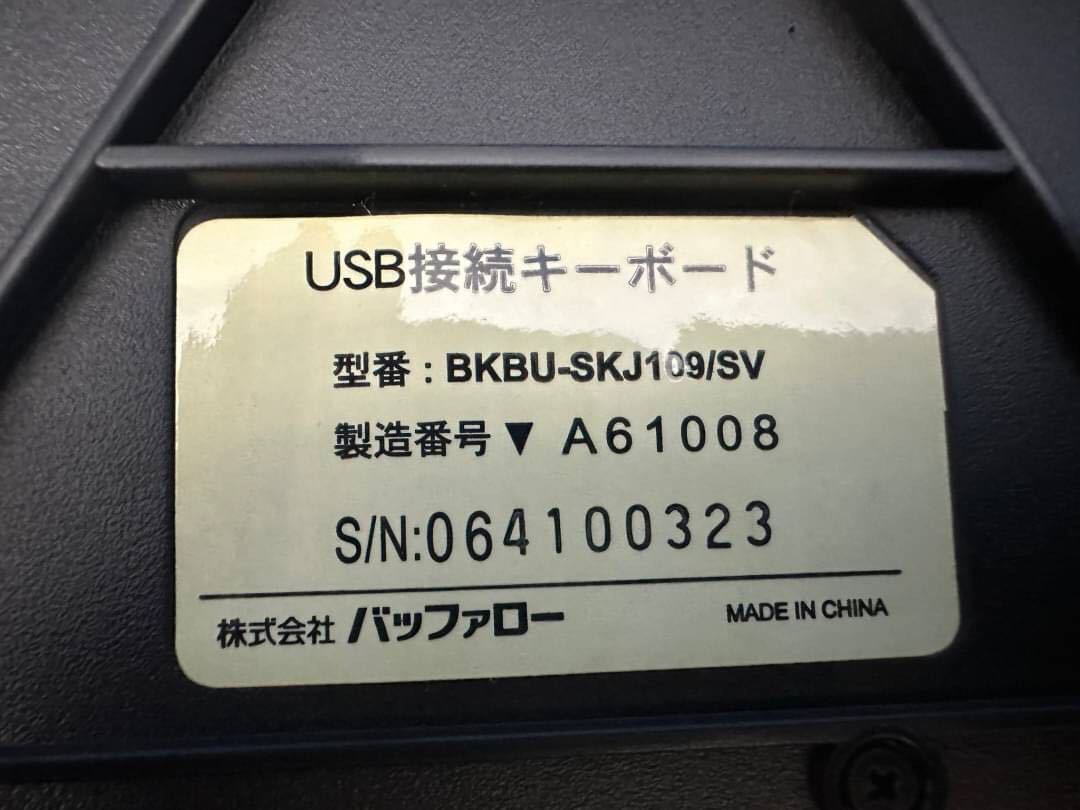 USB接続キーボード
型番：BKBU-SKJ109/SV
製造番号▼ A61008
S/N:064100323
株式会社 バッファロー
MADE IN CHINA